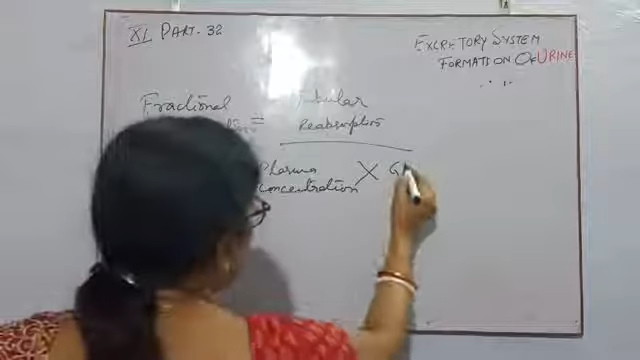 XI PART. 32
EXCRETORY SYSTEM
FORMATION OF URINE
Fractional
=
Tubular
Reabsorption
Plasma
Concentration
X G